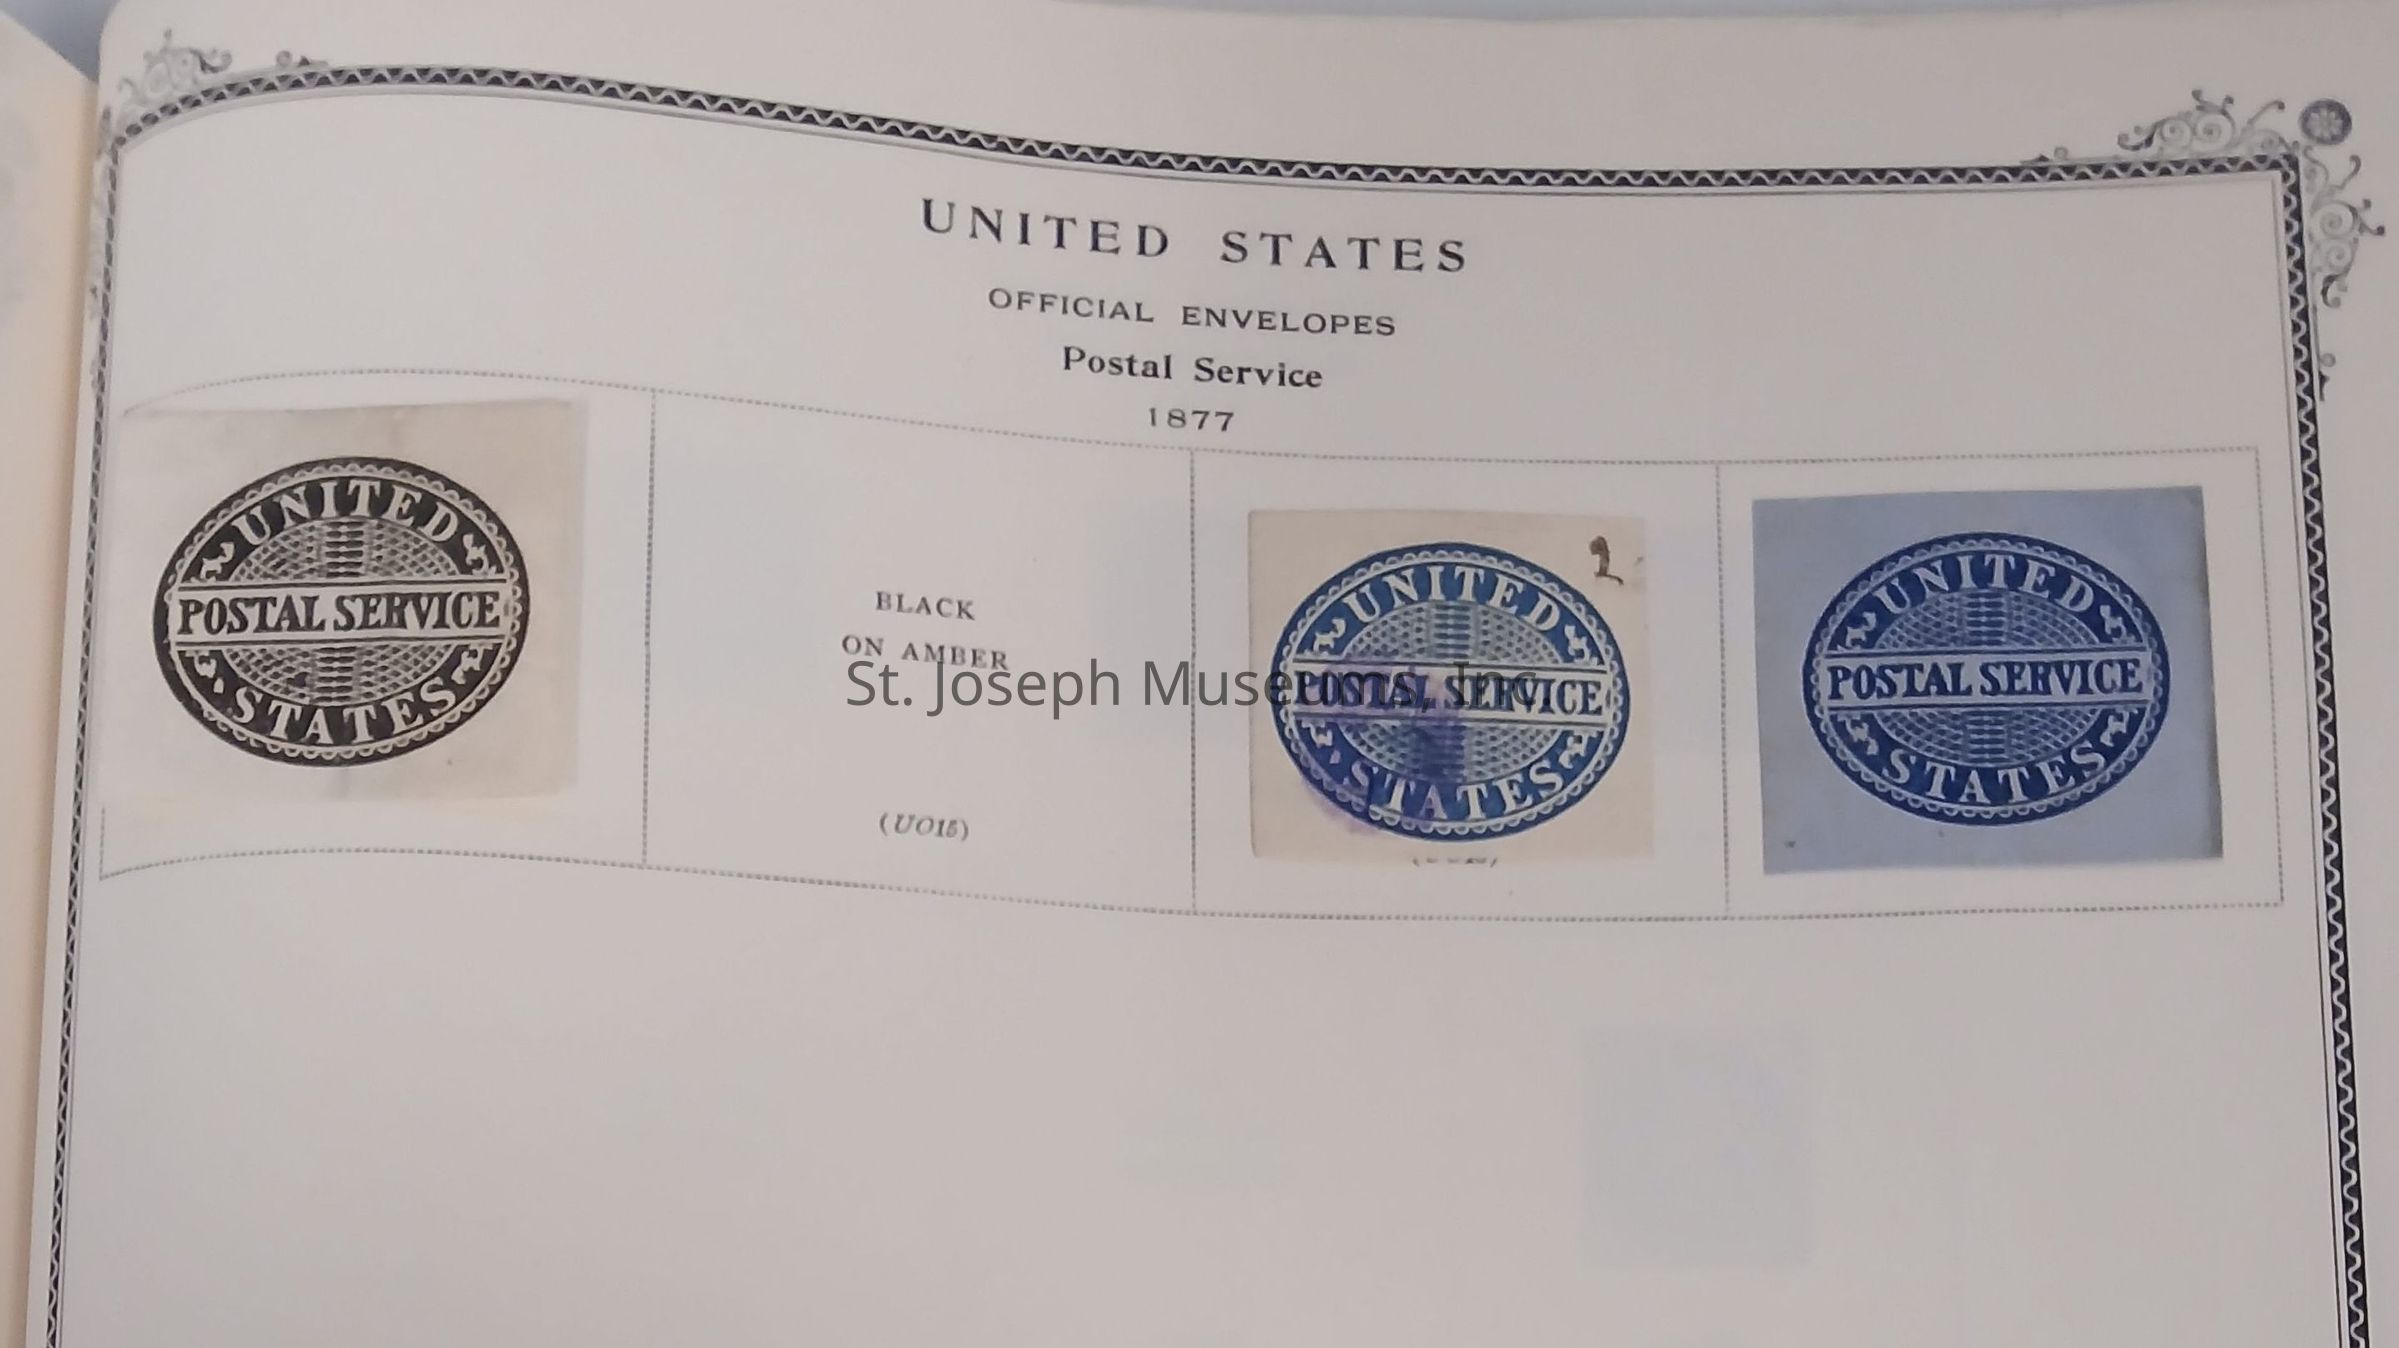 UNITED STATES
OFFICIAL ENVELOPES
Postal Service
1877
UNITED
POSTAL SERVICE
STATES
BLACK
ON AMBER
(UO15)
UNITED
POSTAL SERVICE
STATES
2
UNITED
POSTAL SERVICE
STATES
St. Joseph Museums, Inc